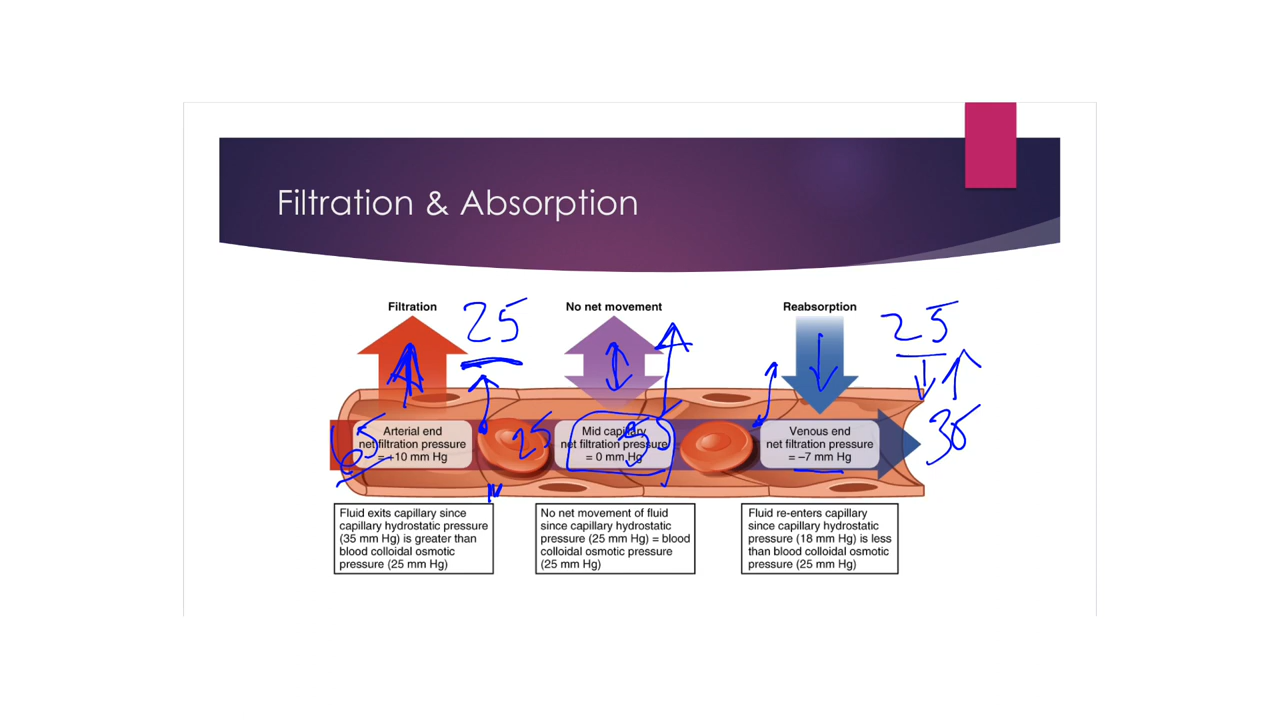 Filtration & Absorption
Filtration
25
No net movement
Reabsorption
25
65
Arterial end
net filtration pressure
= +10 mm Hg
25
Mid capillary
net filtration pressure
= 0 mm Hg
Venous end
net filtration pressure
= –7 mm Hg
Fluid exits capillary since
capillary hydrostatic pressure
(35 mm Hg) is greater than
blood colloidal osmotic
pressure (25 mm Hg)
No net movement of fluid
since capillary hydrostatic
pressure (25 mm Hg) = blood
colloidal osmotic pressure
(25 mm Hg)
Fluid re-enters capillary
since capillary hydrostatic
pressure (18 mm Hg) is less
than blood colloidal osmotic
pressure (25 mm Hg)